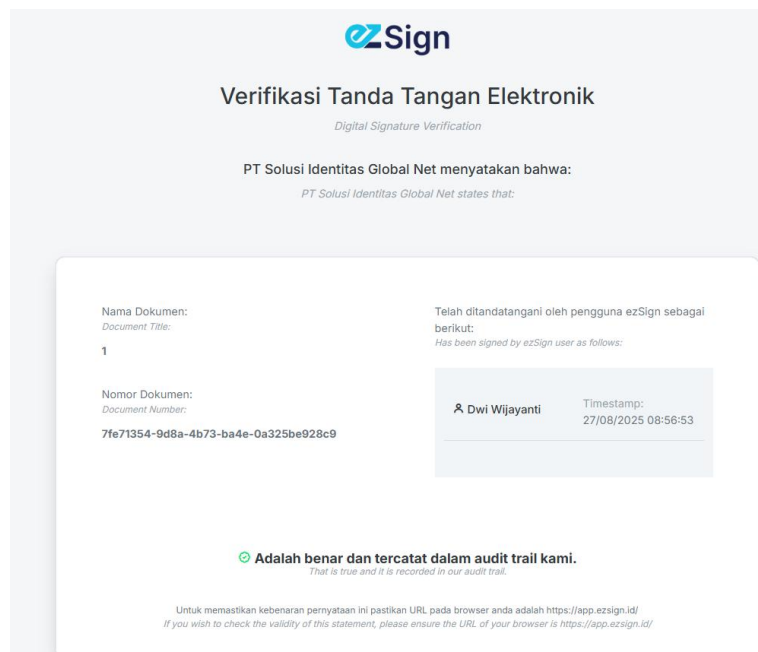 ezSign
Verifikasi Tanda Tangan Elektronik
Digital Signature Verification
PT Solusi Identitas Global Net menyatakan bahwa:
PT Solusi Identitas Global Net states that:
Nama Dokumen:
Document Title:
1
Nomor Dokumen:
Document Number:
7fe71354-9d8a-4b73-ba4e-0a325be928c9
Telah ditandatangani oleh pengguna ezSign sebagai
berikut:
Has been signed by ezSign user as follows:
Dwi Wijayanti
Timestamp:
27/08/2025 08:56:53
Adalah benar dan tercatat dalam audit trail kami.
That is true and it is recorded in our audit trail.
Untuk memastikan kebenaran pernyataan ini pastikan URL pada browser anda adalah https://app.ezsign.id/
If you wish to check the validity of this statement, please ensure the URL of your browser is https://app.ezsign.id/